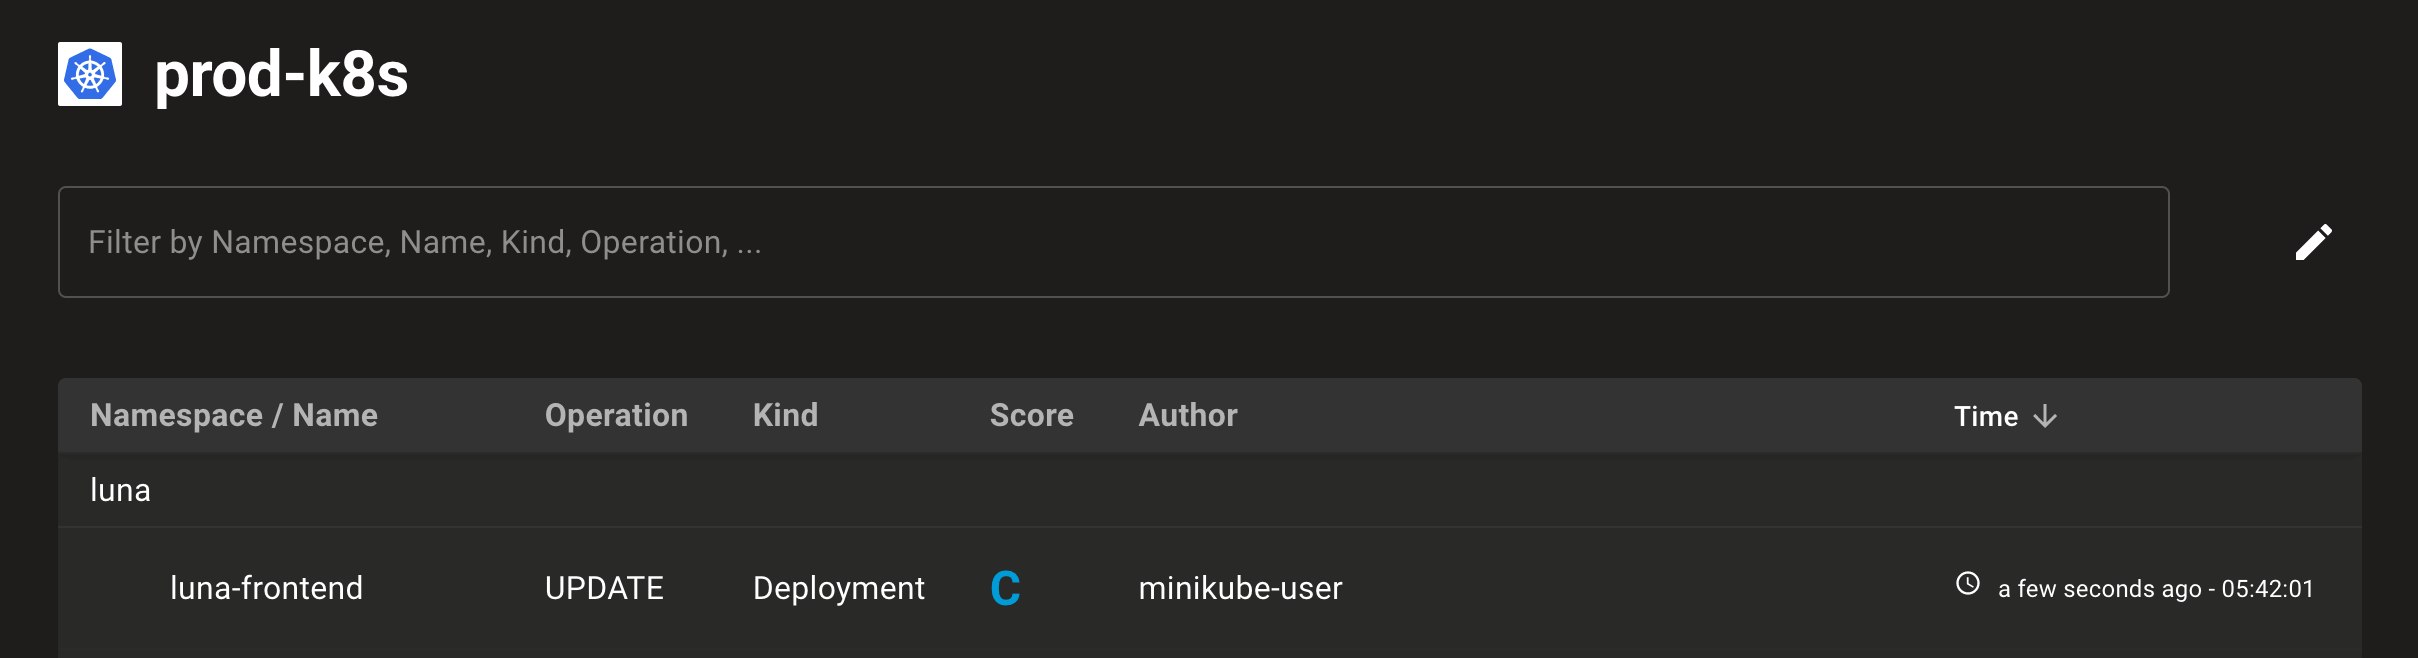 prod-k8s
Filter by Namespace, Name, Kind, Operation, ...
Namespace / Name Operation Kind Score Author Time
luna
luna-frontend UPDATE Deployment C minikube-user a few seconds ago - 05:42:01